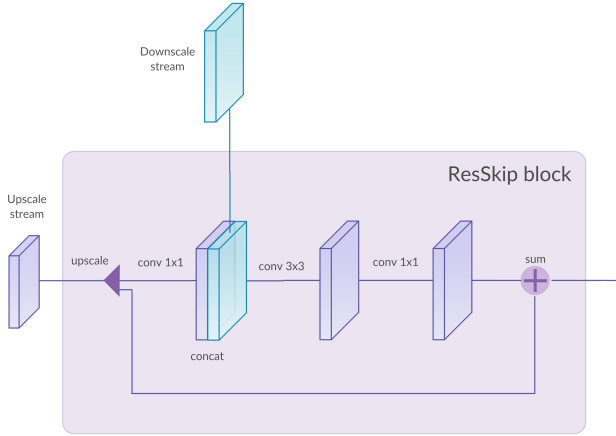 Downscale
stream
ResSkip block
Upscale
stream
upscale
conv 1x1
conv 3x3
conv 1x1
sum
concat